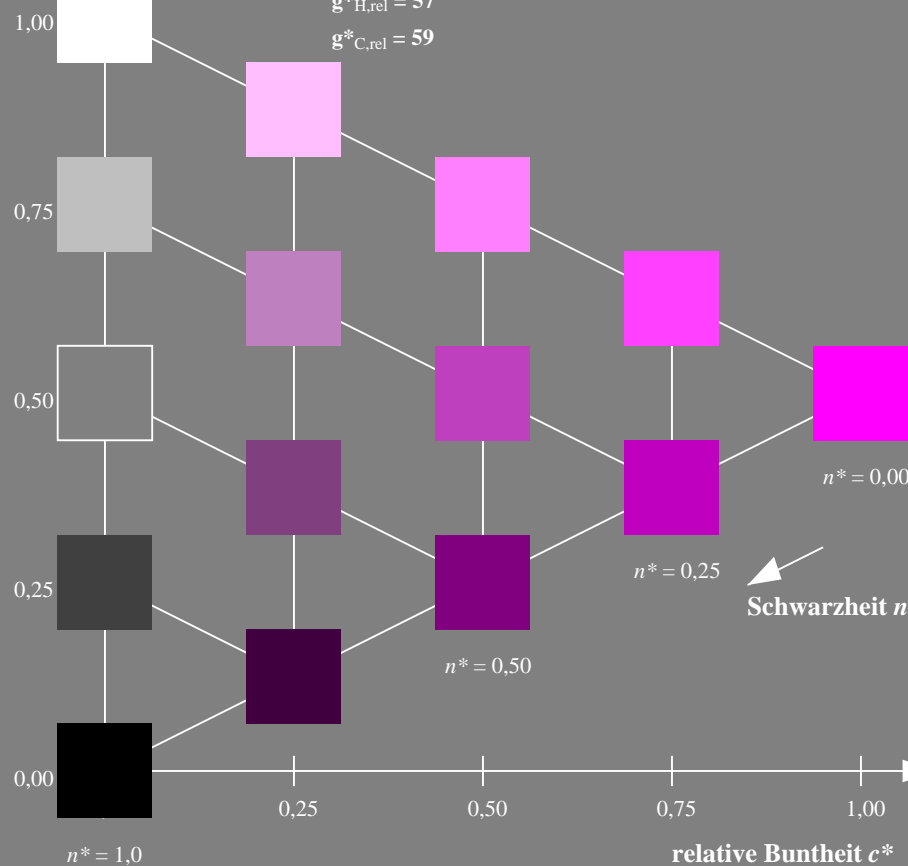 g*H,rel = 57
1,00
g*C,rel = 59
0,75
0,50
n* = 0,00
n* = 0,25
0,25
Schwarzheit n
n* = 0,50
0,00
0,25 0,50 0,75 1,00
n* = 1,0
relative Buntheit c*